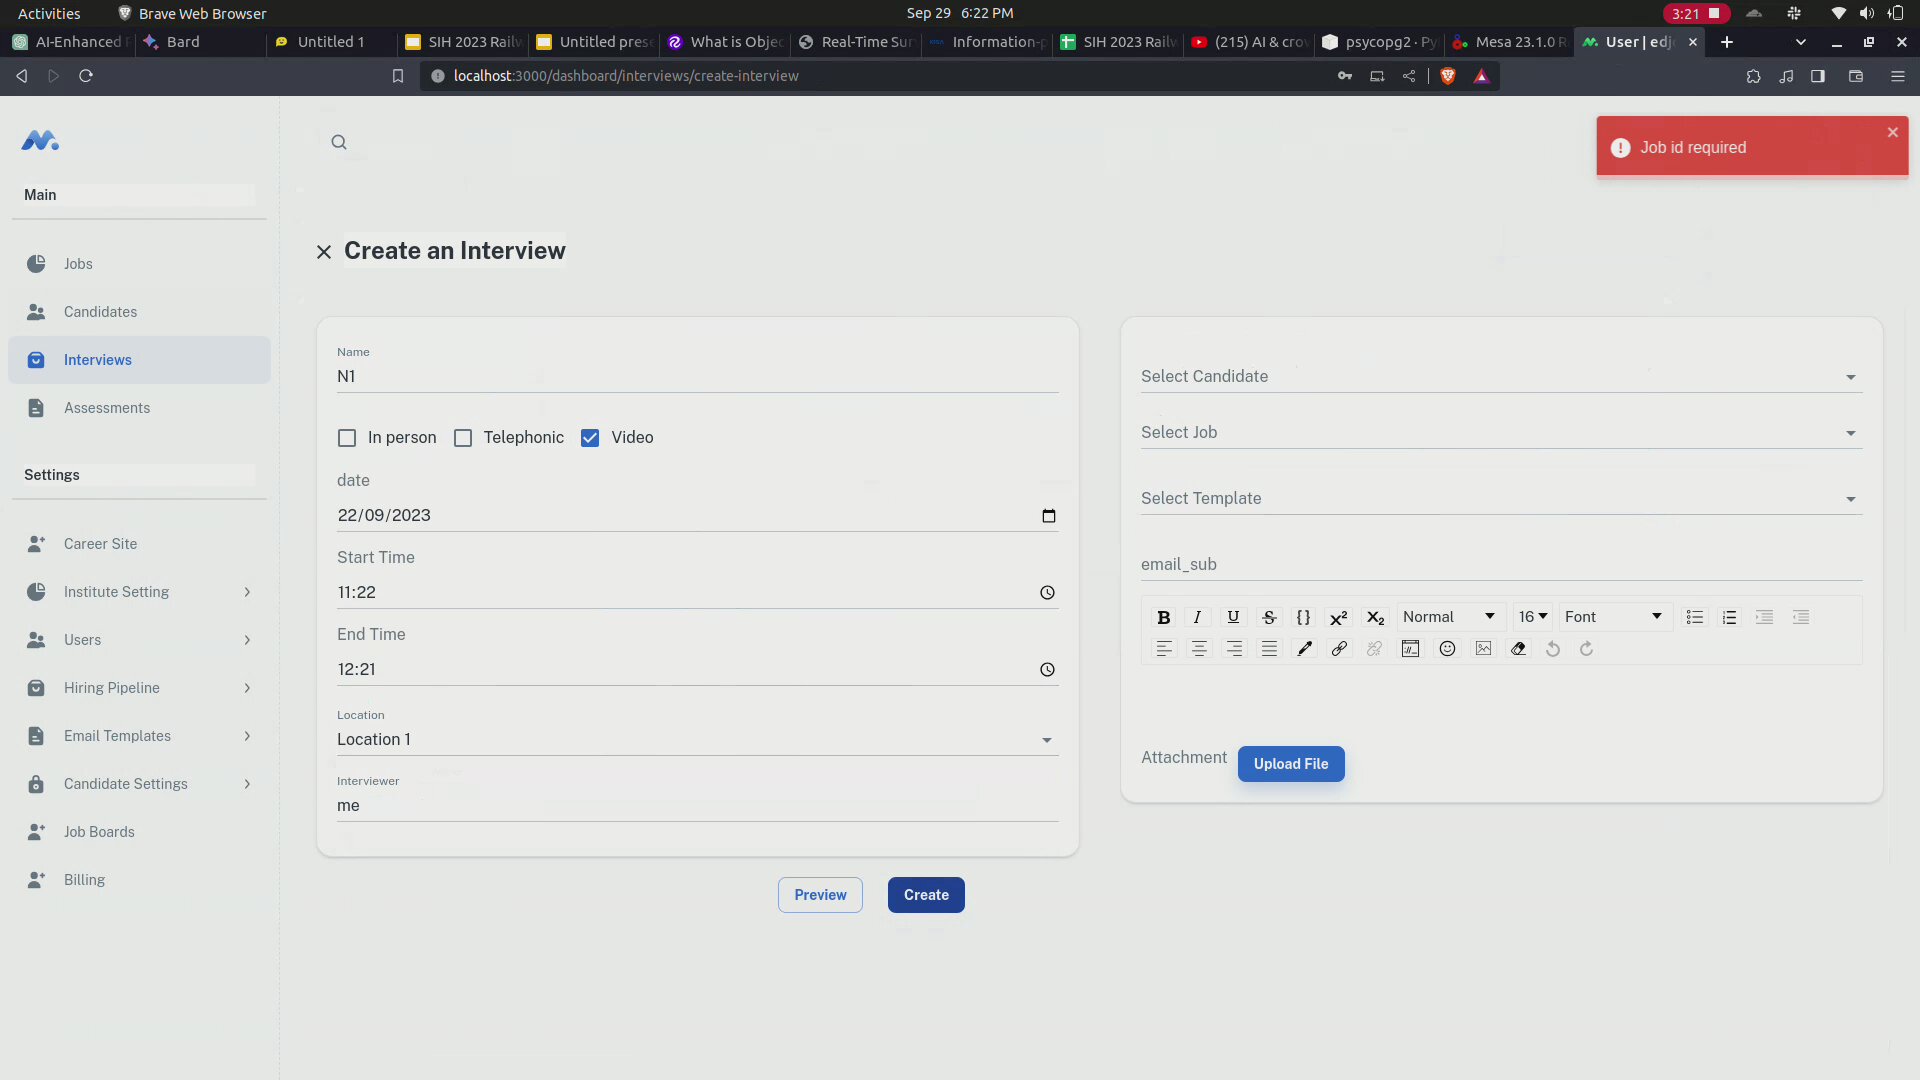 Activities
Brave Web Browser
Sep 29 6:22 PM
3:21
AI-Enhanced
Bard
Untitled 1
SIH 2023 Railw
Untitled prese
What is Objec
Real-Time Sur
Information-p
SIH 2023 Railw
(215) AI & crow
psycopg2 · Py
Mesa 23.1.0 R
User | edj
localhost:3000/dashboard/interviews/create-interview
Job id required
Main
Jobs
Candidates
Interviews
Assessments
Settings
Career Site
Institute Setting
Users
Hiring Pipeline
Email Templates
Candidate Settings
Job Boards
Billing
Create an Interview
Name
N1
In person
Telephonic
Video
date
22/09/2023
Start Time
11:22
End Time
12:21
Location
Location 1
Interviewer
me
Select Candidate
Select Job
Select Template
email_sub
Normal
16
Font
Attachment
Upload File
Preview
Create